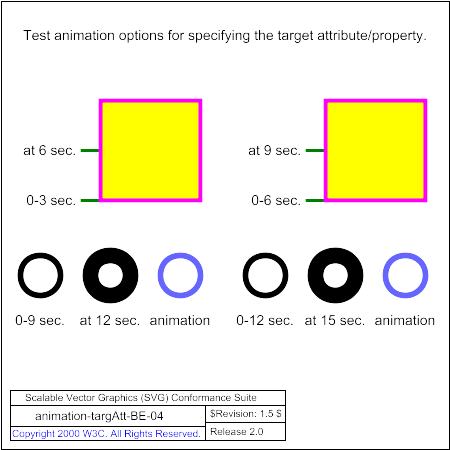 Test animation options for specifying the target attribute/property.
at 6 sec.
at 9 sec.
0-3 sec.
0-6 sec.
0-9 sec. at 12 sec. animation
0-12 sec. at 15 sec. animation
Scalable Vector Graphics (SVG) Conformance Suite
animation-targAtt-BE-04
$Revision: 1.5 $
Copyright 2000 W3C. All Rights Reserved.
Release 2.0